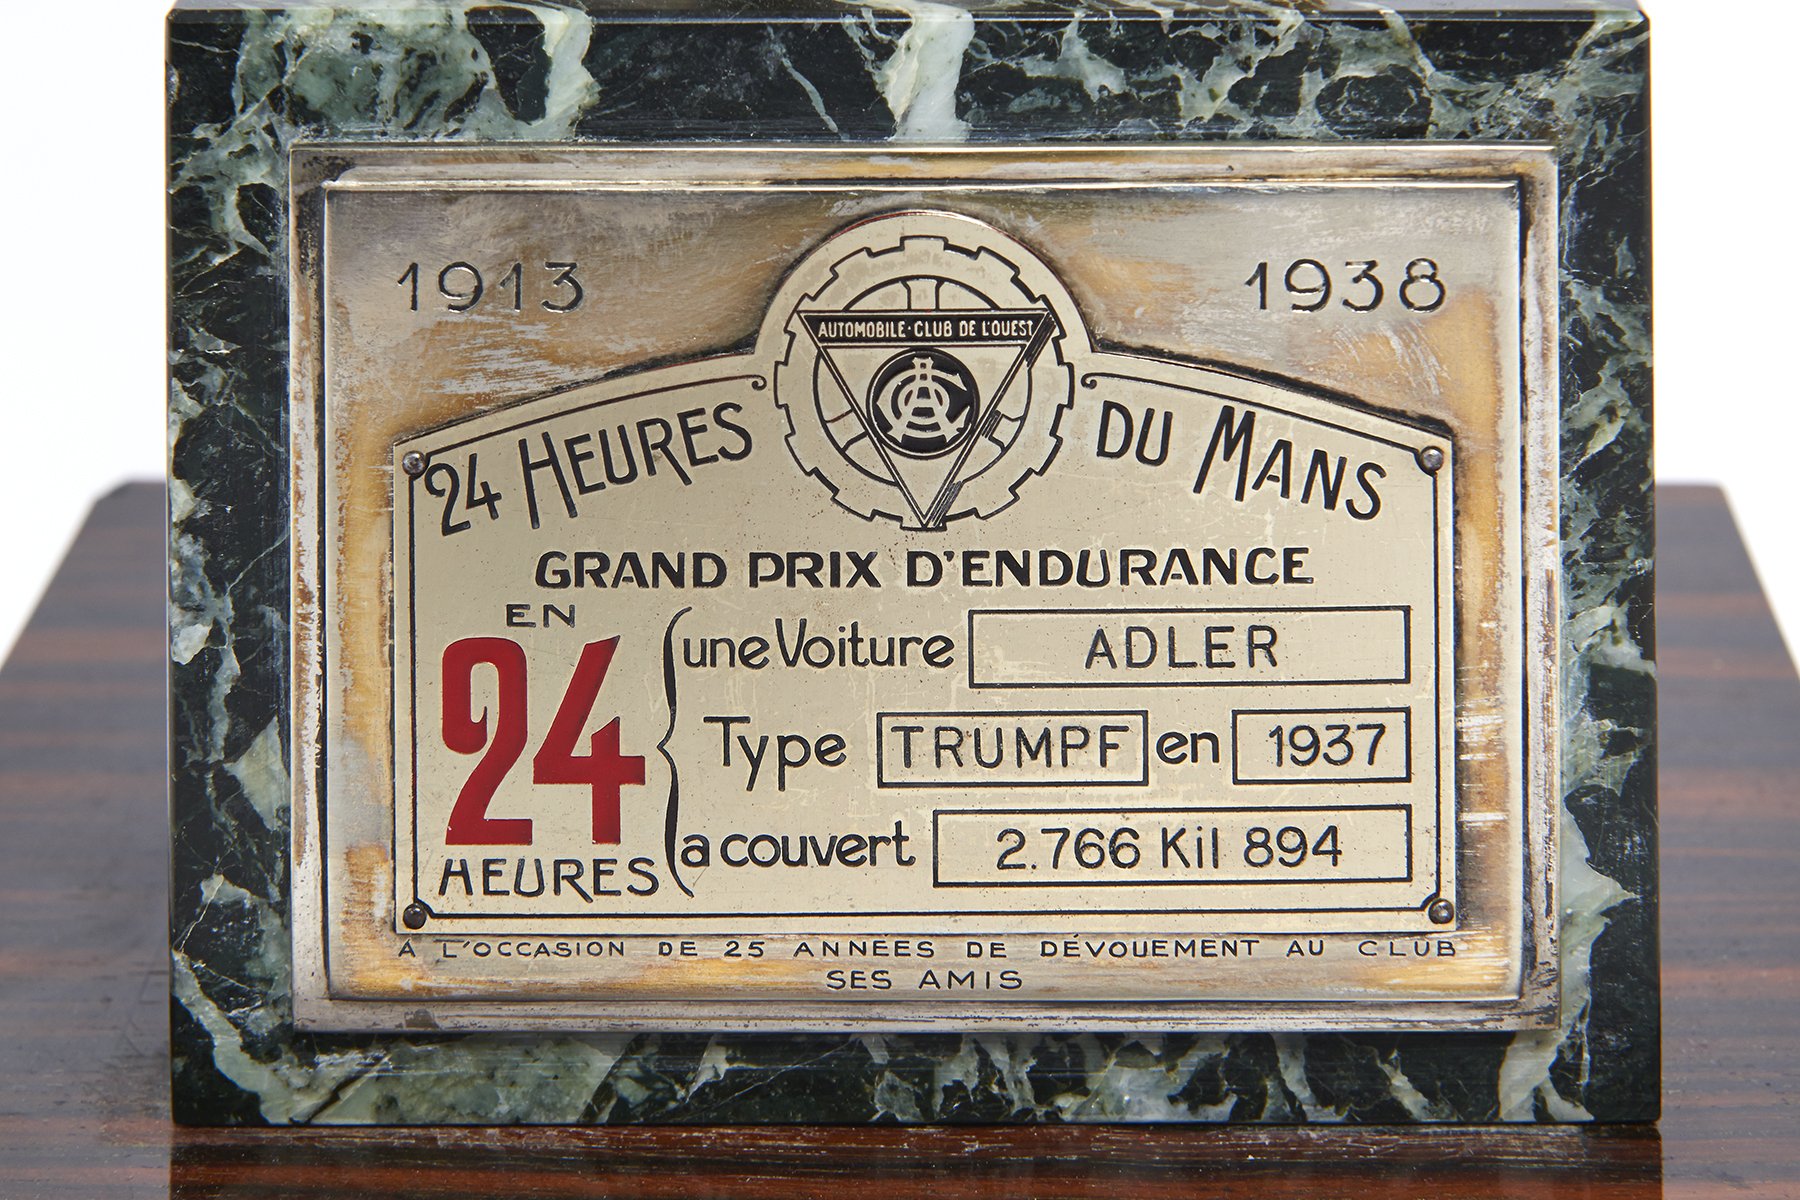 1913 1938
AUTOMOBILE·CLUB DE L'OUEST
24 HEURES DU MANS
GRAND PRIX D'ENDURANCE
EN
24
HEURES
une Voiture ADLER
Type TRUMPF en 1937
a couvert 2.766 Kil 894
A L'OCCASION DE 25 ANNÉES DE DÉVOUEMENT AU CLUB
SES AMIS